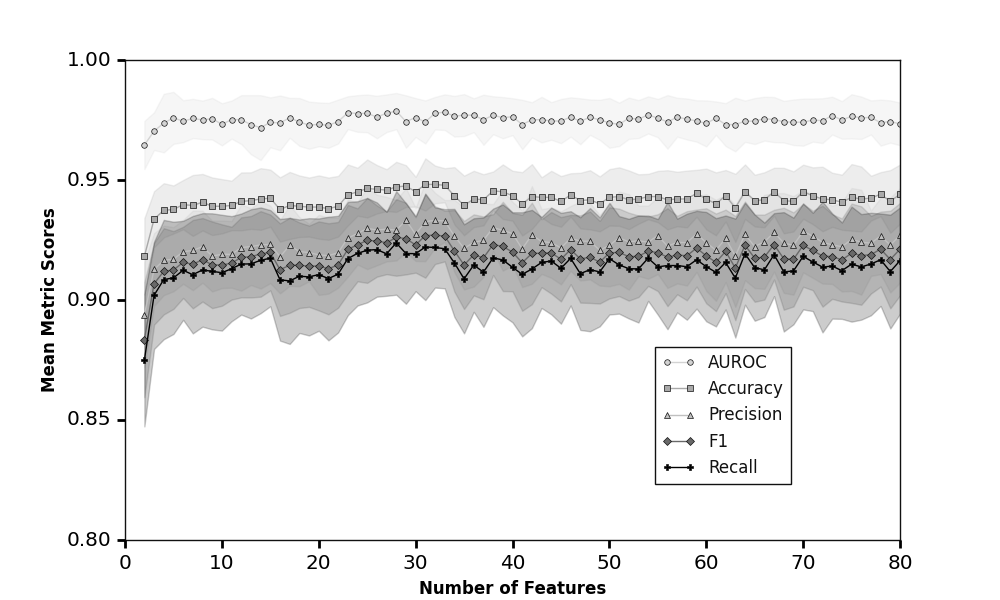 1.00
0.95
0.90
0.85
0.80
Mean Metric Scores
AUROC
Accuracy
Precision
F1
Recall
0 10 20 30 40 50 60 70 80
Number of Features